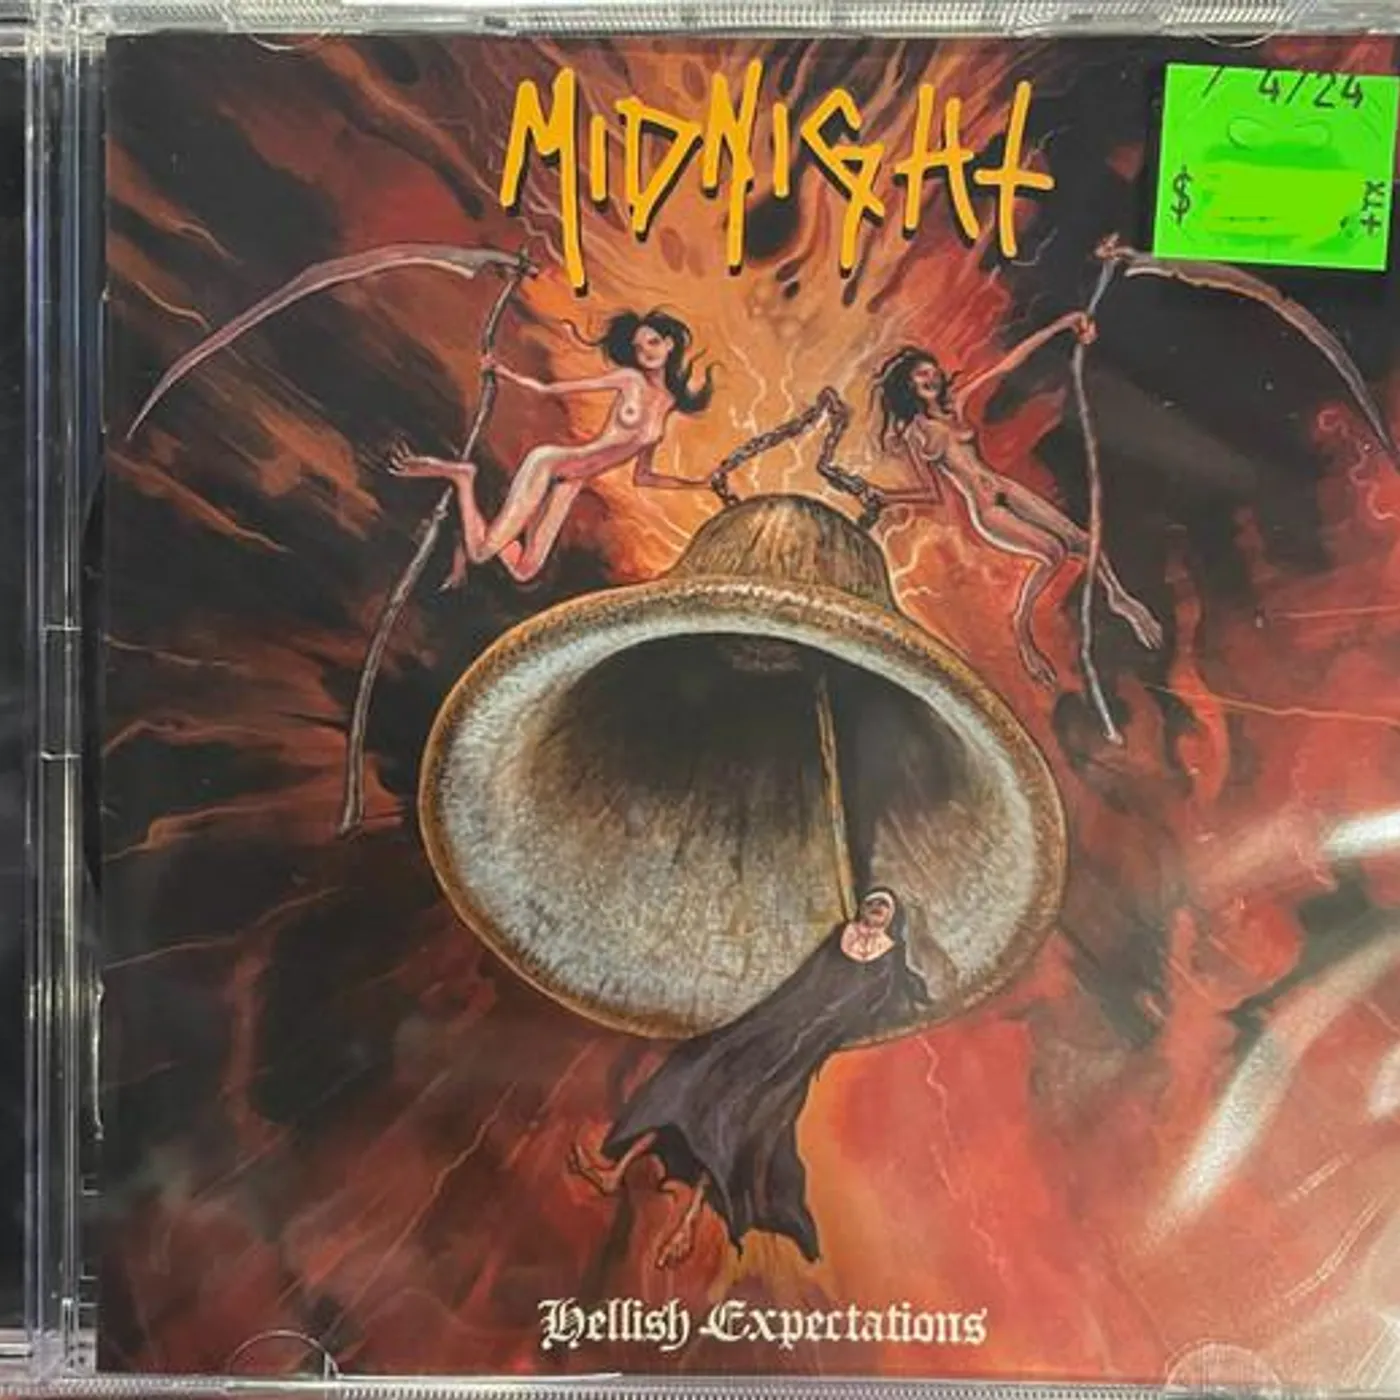 MiDNiGHt
/ 4/24
$
Hellish Expectations